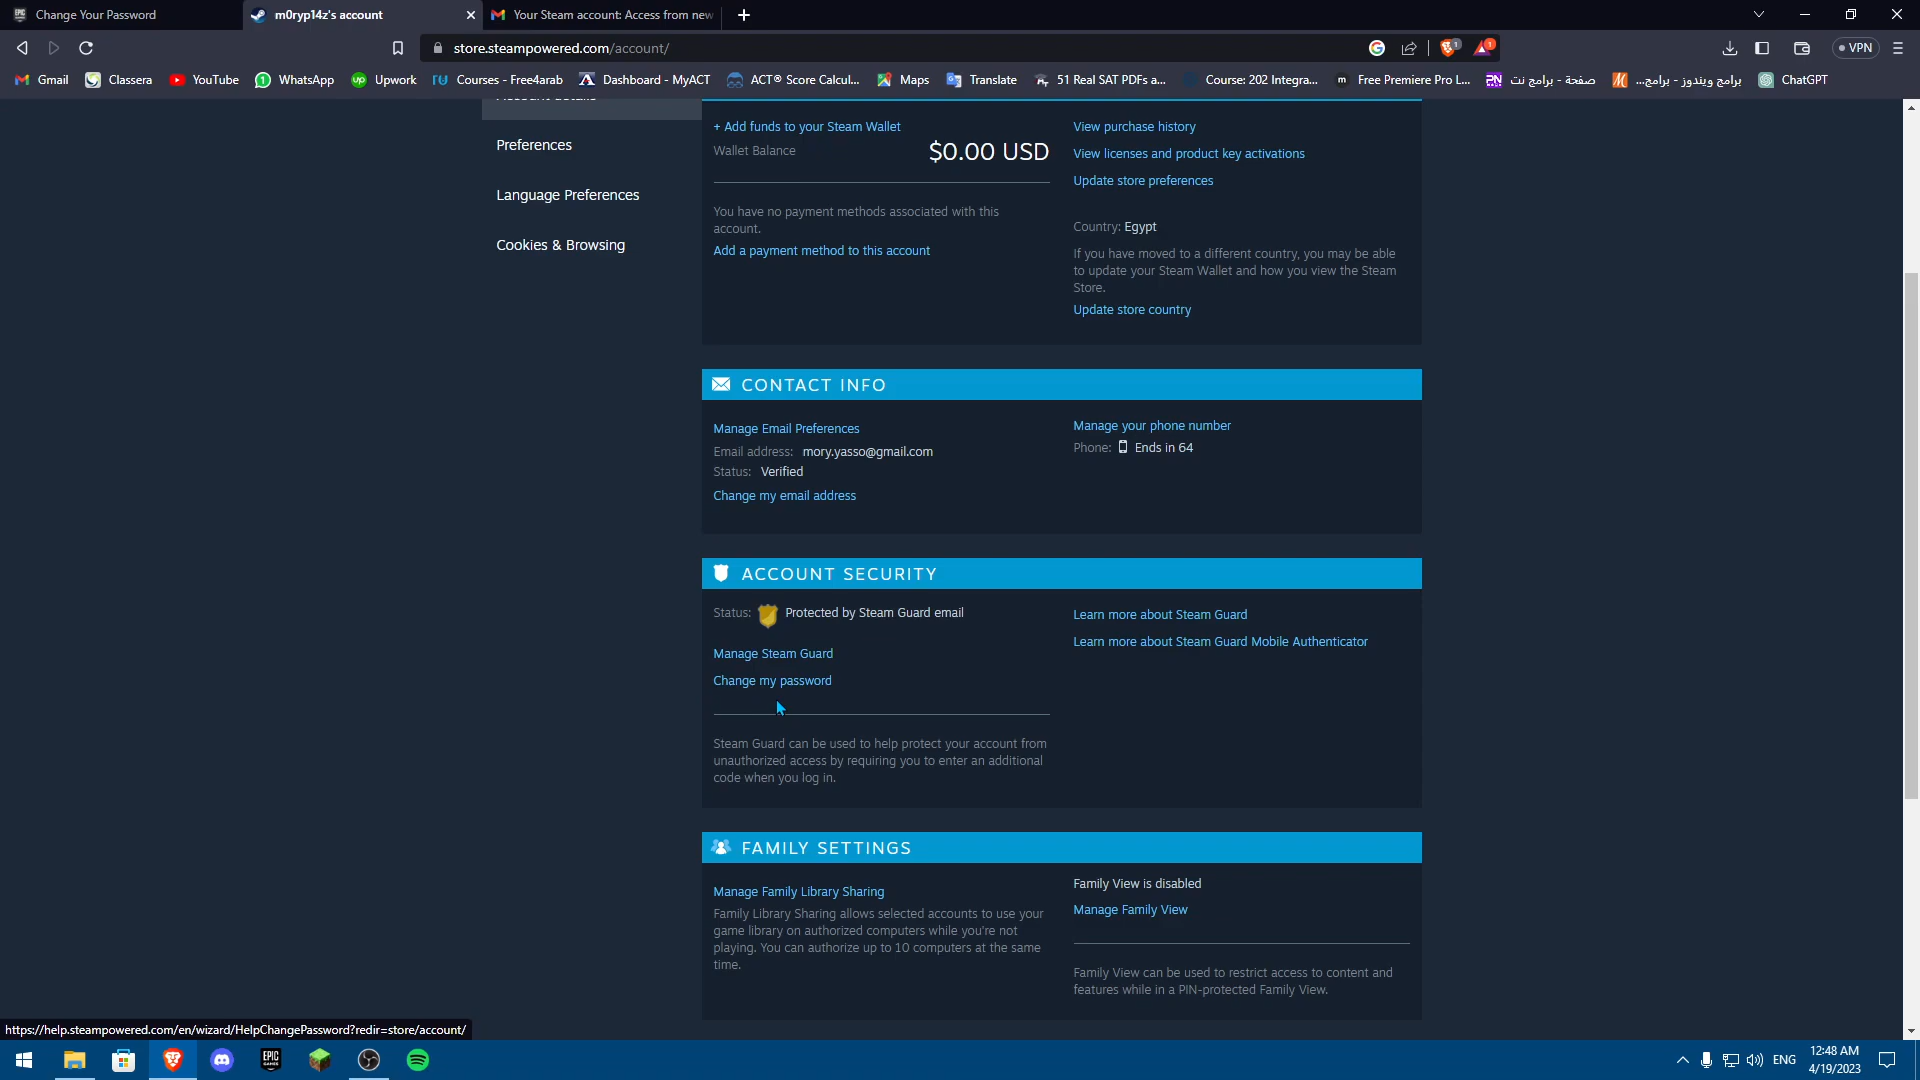 Change Your Password
m0ryp14z's account
Your Steam account: Access from new
store.steampowered.com/account/
VPN
Gmail
Classera
YouTube
WhatsApp
Upwork
Courses - Free4arab
Dashboard - MyACT
ACT® Score Calcul...
Maps
Translate
51 Real SAT PDFs a...
Course: 202 Integra...
Free Premiere Pro L...
صفحة - برامج نت
برامج ويندوز - برامج...
ChatGPT
Preferences
Language Preferences
Cookies & Browsing
+ Add funds to your Steam Wallet
Wallet Balance
$0.00 USD
You have no payment methods associated with this
account.
Add a payment method to this account
View purchase history
View licenses and product key activations
Update store preferences
Country: Egypt
If you have moved to a different country, you may be able
to update your Steam Wallet and how you view the Steam
Store.
Update store country
CONTACT INFO
Manage Email Preferences
Email address: mory.yasso@gmail.com
Status: Verified
Change my email address
Manage your phone number
Phone: Ends in 64
ACCOUNT SECURITY
Status: Protected by Steam Guard email
Manage Steam Guard
Change my password
Steam Guard can be used to help protect your account from
unauthorized access by requiring you to enter an additional
code when you log in.
Learn more about Steam Guard
Learn more about Steam Guard Mobile Authenticator
FAMILY SETTINGS
Manage Family Library Sharing
Family Library Sharing allows selected accounts to use your
game library on authorized computers while you're not
playing. You can authorize up to 10 computers at the same
time.
Family View is disabled
Manage Family View
Family View can be used to restrict access to content and
features while in a PIN-protected Family View.
https://help.steampowered.com/en/wizard/HelpChangePassword?redir=store/account/
ENG
12:48 AM
4/19/2023